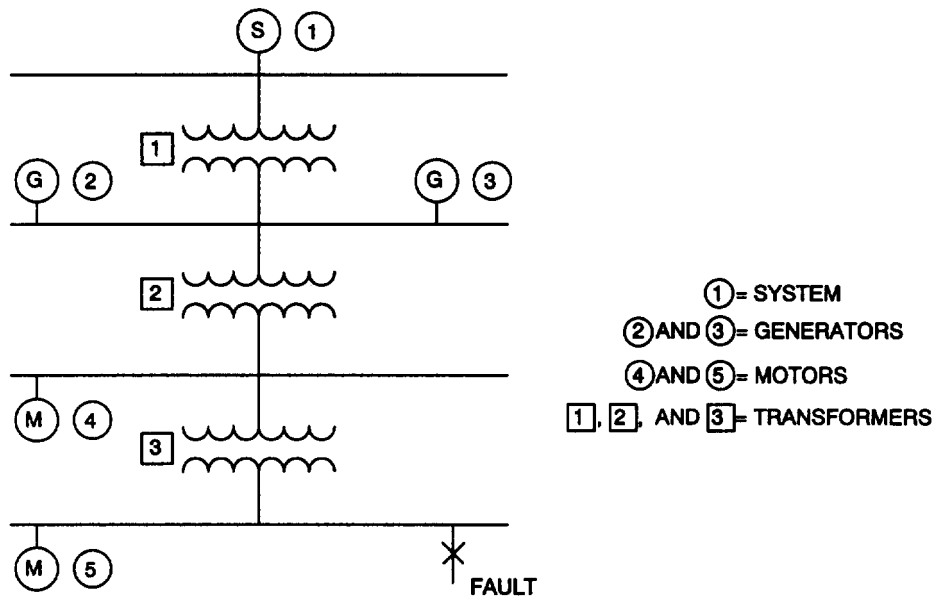 S 1
1
G 2
G 3
2
1 = SYSTEM
2 AND 3 = GENERATORS
4 AND 5 = MOTORS
1, 2, AND 3 = TRANSFORMERS
M 4
3
M 5
FAULT